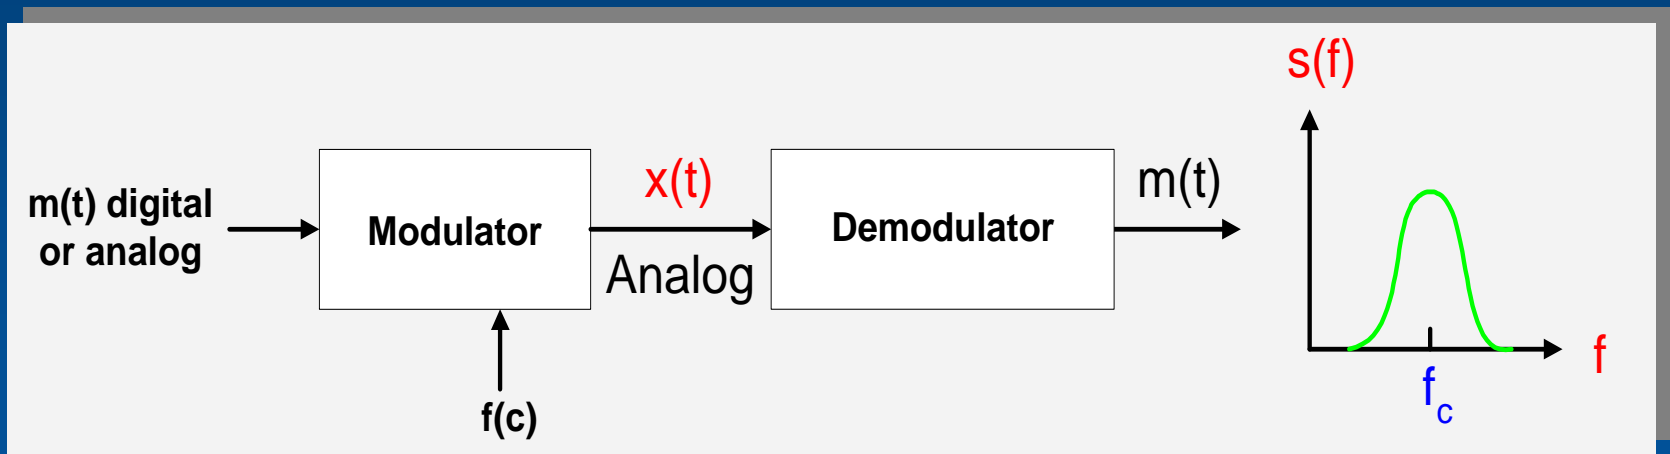 s(f)
m(t) digital
or analog
Modulator
x(t)
Analog
Demodulator
m(t)
f(c)
f
fc